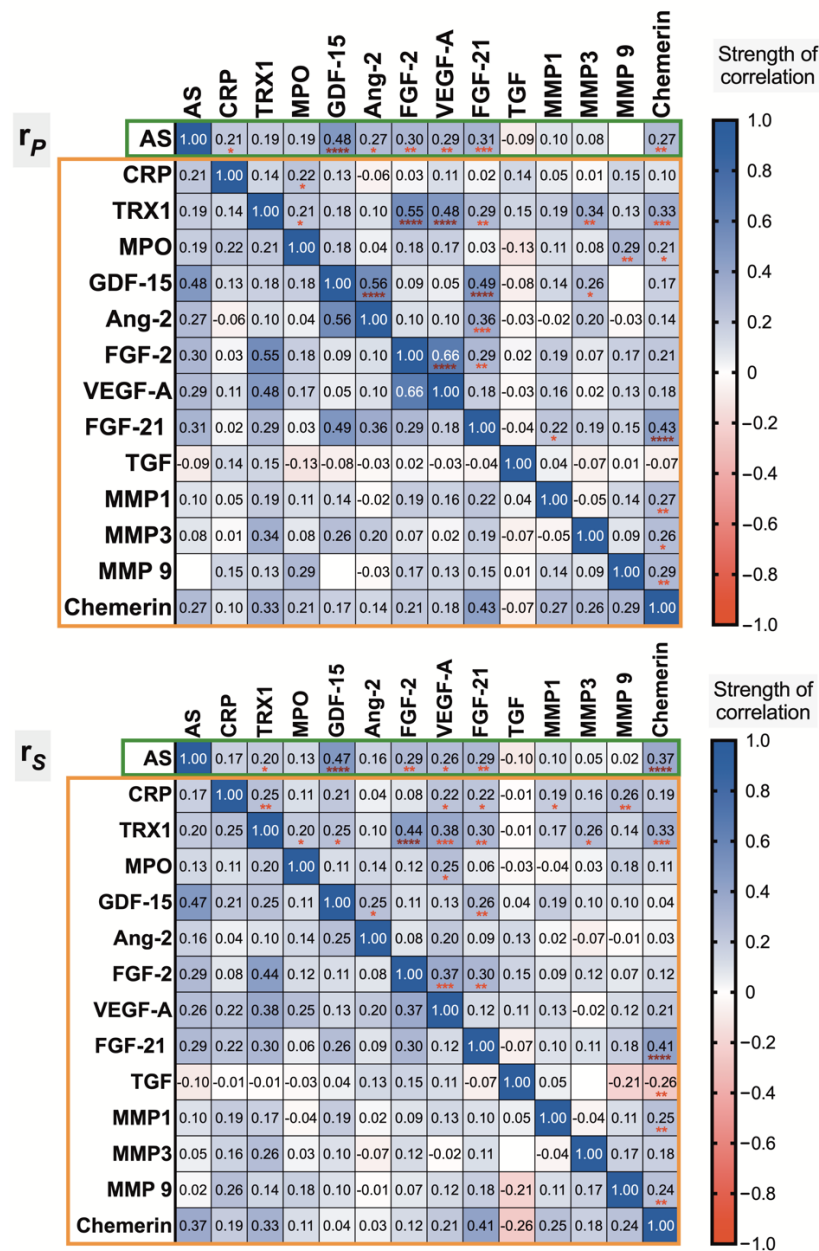 AS CRP TRX1 MPO GDF-15 Ang-2 FGF-2 VEGF-A FGF-21 TGF MMP1 MMP3 MMP 9 Chemerin
Strength of
correlation
r_P
AS 1.00 0.21 0.19 0.19 0.48 0.27 0.30 0.29 0.31 -0.09 0.10 0.08 0.27
* **** * ** ** *** **
CRP 0.21 1.00 0.14 0.22 0.13 -0.06 0.03 0.11 0.02 0.14 0.05 0.01 0.15 0.10
*
TRX1 0.19 0.14 1.00 0.21 0.18 0.10 0.55 0.48 0.29 0.15 0.19 0.34 0.13 0.33
* **** **** ** ** ***
MPO 0.19 0.22 0.21 1.00 0.18 0.04 0.18 0.17 0.03 -0.13 0.11 0.08 0.29 0.21
** *
GDF-15 0.48 0.13 0.18 0.18 1.00 0.56 0.09 0.05 0.49 -0.08 0.14 0.26 0.17
**** **** *
Ang-2 0.27 -0.06 0.10 0.04 0.56 1.00 0.10 0.10 0.36 -0.03 -0.02 0.20 -0.03 0.14
***
FGF-2 0.30 0.03 0.55 0.18 0.09 0.10 1.00 0.66 0.29 0.02 0.19 0.07 0.17 0.21
**** **
VEGF-A 0.29 0.11 0.48 0.17 0.05 0.10 0.66 1.00 0.18 -0.03 0.16 0.02 0.13 0.18
FGF-21 0.31 0.02 0.29 0.03 0.49 0.36 0.29 0.18 1.00 -0.04 0.22 0.19 0.15 0.43
* ****
TGF -0.09 0.14 0.15 -0.13 -0.08 -0.03 0.02 -0.03 -0.04 1.00 0.04 -0.07 0.01 -0.07
MMP1 0.10 0.05 0.19 0.11 0.14 -0.02 0.19 0.16 0.22 0.04 1.00 -0.05 0.14 0.27
**
MMP3 0.08 0.01 0.34 0.08 0.26 0.20 0.07 0.02 0.19 -0.07 -0.05 1.00 0.09 0.26
*
MMP 9 0.15 0.13 0.29 -0.03 0.17 0.13 0.15 0.01 0.14 0.09 1.00 0.29
**
Chemerin 0.27 0.10 0.33 0.21 0.17 0.14 0.21 0.18 0.43 -0.07 0.27 0.26 0.29 1.00
1.0
0.8
0.6
0.4
0.2
0
-0.2
-0.4
-0.6
-0.8
-1.0
AS CRP TRX1 MPO GDF-15 Ang-2 FGF-2 VEGF-A FGF-21 TGF MMP1 MMP3 MMP 9 Chemerin
Strength of
correlation
r_S
AS 1.00 0.17 0.20 0.13 0.47 0.16 0.29 0.26 0.29 -0.10 0.10 0.05 0.02 0.37
* **** ** * ** ****
CRP 0.17 1.00 0.25 0.11 0.21 0.04 0.08 0.22 0.22 -0.01 0.19 0.16 0.26 0.19
** * * * **
TRX1 0.20 0.25 1.00 0.20 0.25 0.10 0.44 0.38 0.30 -0.01 0.17 0.26 0.14 0.33
* * **** *** ** * ***
MPO 0.13 0.11 0.20 1.00 0.11 0.14 0.12 0.25 0.06 -0.03 -0.04 0.03 0.18 0.11
*
GDF-15 0.47 0.21 0.25 0.11 1.00 0.25 0.11 0.13 0.26 0.04 0.19 0.10 0.10 0.04
* **
Ang-2 0.16 0.04 0.10 0.14 0.25 1.00 0.08 0.20 0.09 0.13 0.02 -0.07 -0.01 0.03
FGF-2 0.29 0.08 0.44 0.12 0.11 0.08 1.00 0.37 0.30 0.15 0.09 0.12 0.07 0.12
*** **
VEGF-A 0.26 0.22 0.38 0.25 0.13 0.20 0.37 1.00 0.12 0.11 0.13 -0.02 0.12 0.21
FGF-21 0.29 0.22 0.30 0.06 0.26 0.09 0.30 0.12 1.00 -0.07 0.10 0.11 0.18 0.41
****
TGF -0.10 -0.01 -0.01 -0.03 0.04 0.13 0.15 0.11 -0.07 1.00 0.05 -0.21 -0.26
**
MMP1 0.10 0.19 0.17 -0.04 0.19 0.02 0.09 0.13 0.10 0.05 1.00 -0.04 0.11 0.25
**
MMP3 0.05 0.16 0.26 0.03 0.10 -0.07 0.12 -0.02 0.11 -0.04 1.00 0.17 0.18
MMP 9 0.02 0.26 0.14 0.18 0.10 -0.01 0.07 0.12 0.18 -0.21 0.11 0.17 1.00 0.24
**
Chemerin 0.37 0.19 0.33 0.11 0.04 0.03 0.12 0.21 0.41 -0.26 0.25 0.18 0.24 1.00
1.0
0.8
0.6
0.4
0.2
0
-0.2
-0.4
-0.6
-0.8
-1.0